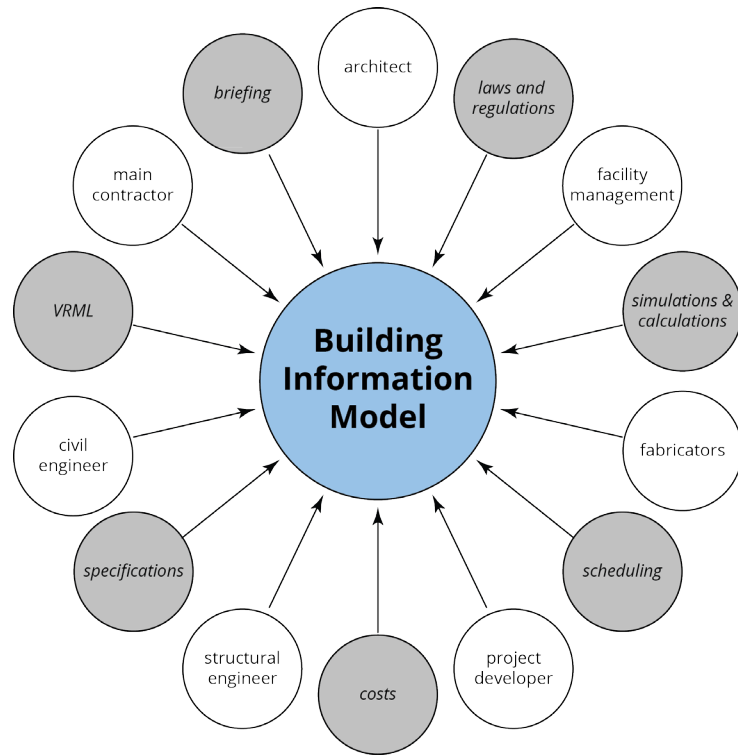 architect
briefing
laws and
regulations
main
contractor
facility
management
VRML
simulations &
calculations
Building
Information
Model
civil
engineer
fabricators
specifications
scheduling
structural
engineer
project
developer
costs